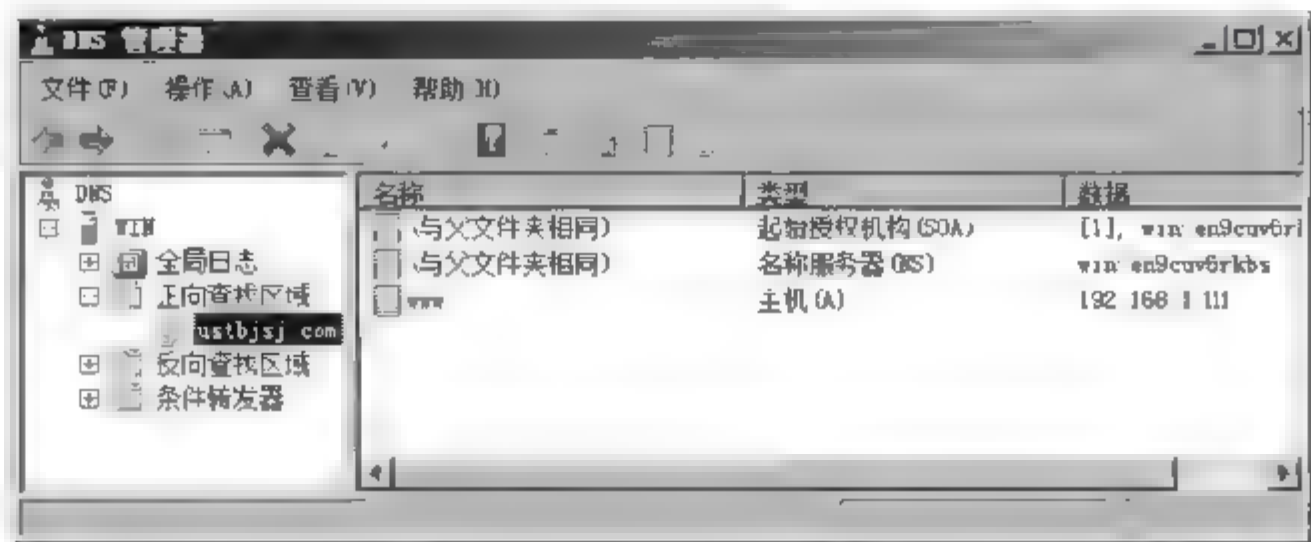 DNS 管理器
文件(F) 操作(A) 查看(V) 帮助(H)
DNS
WIN
全局日志
正向查找区域
ustbjsj com
反向查找区域
条件转发器
名称 类型 数据
(与父文件夹相同) 起始授权机构(SOA) [1], win en9cuv6r
(与父文件夹相同) 名称服务器(NS) win en9cuv6rkbs
www 主机(A) 192 168 1 111